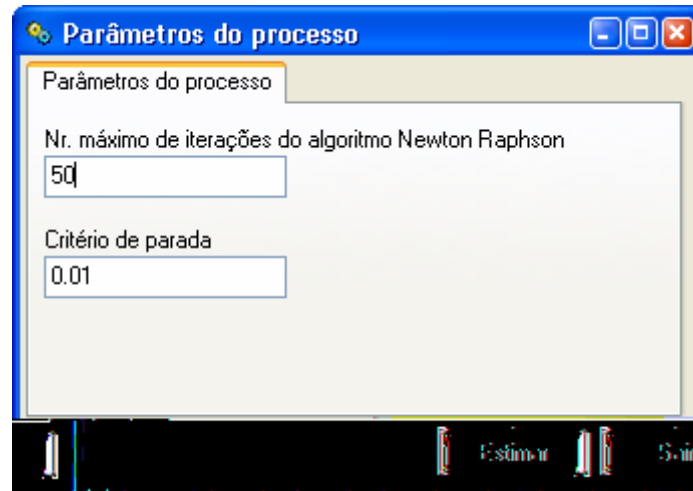 Parâmetros do processo
Parâmetros do processo
Nr. máximo de iterações do algoritmo Newton Raphson
50
Critério de parada
0.01
Estimar